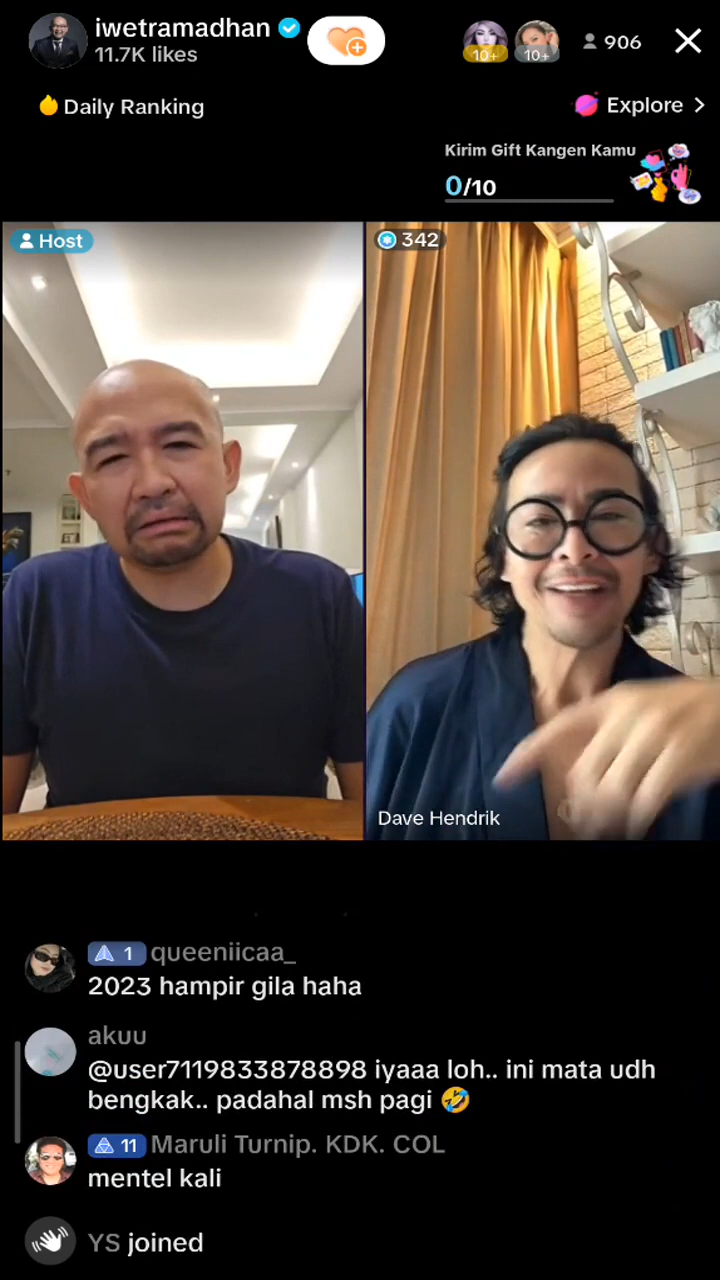 iwetramadhan
11.7K likes
10+
10+
906
Daily Ranking
Explore
Kirim Gift Kangen Kamu
0/10
Host
342
Dave Hendrik
1 queeniicaa_
2023 hampir gila haha
akuu
@user7119833878898 iyaaa loh.. ini mata udh
bengkak.. padahal msh pagi 🤣
11 Maruli Turnip. KDK. COL
mentel kali
YS joined